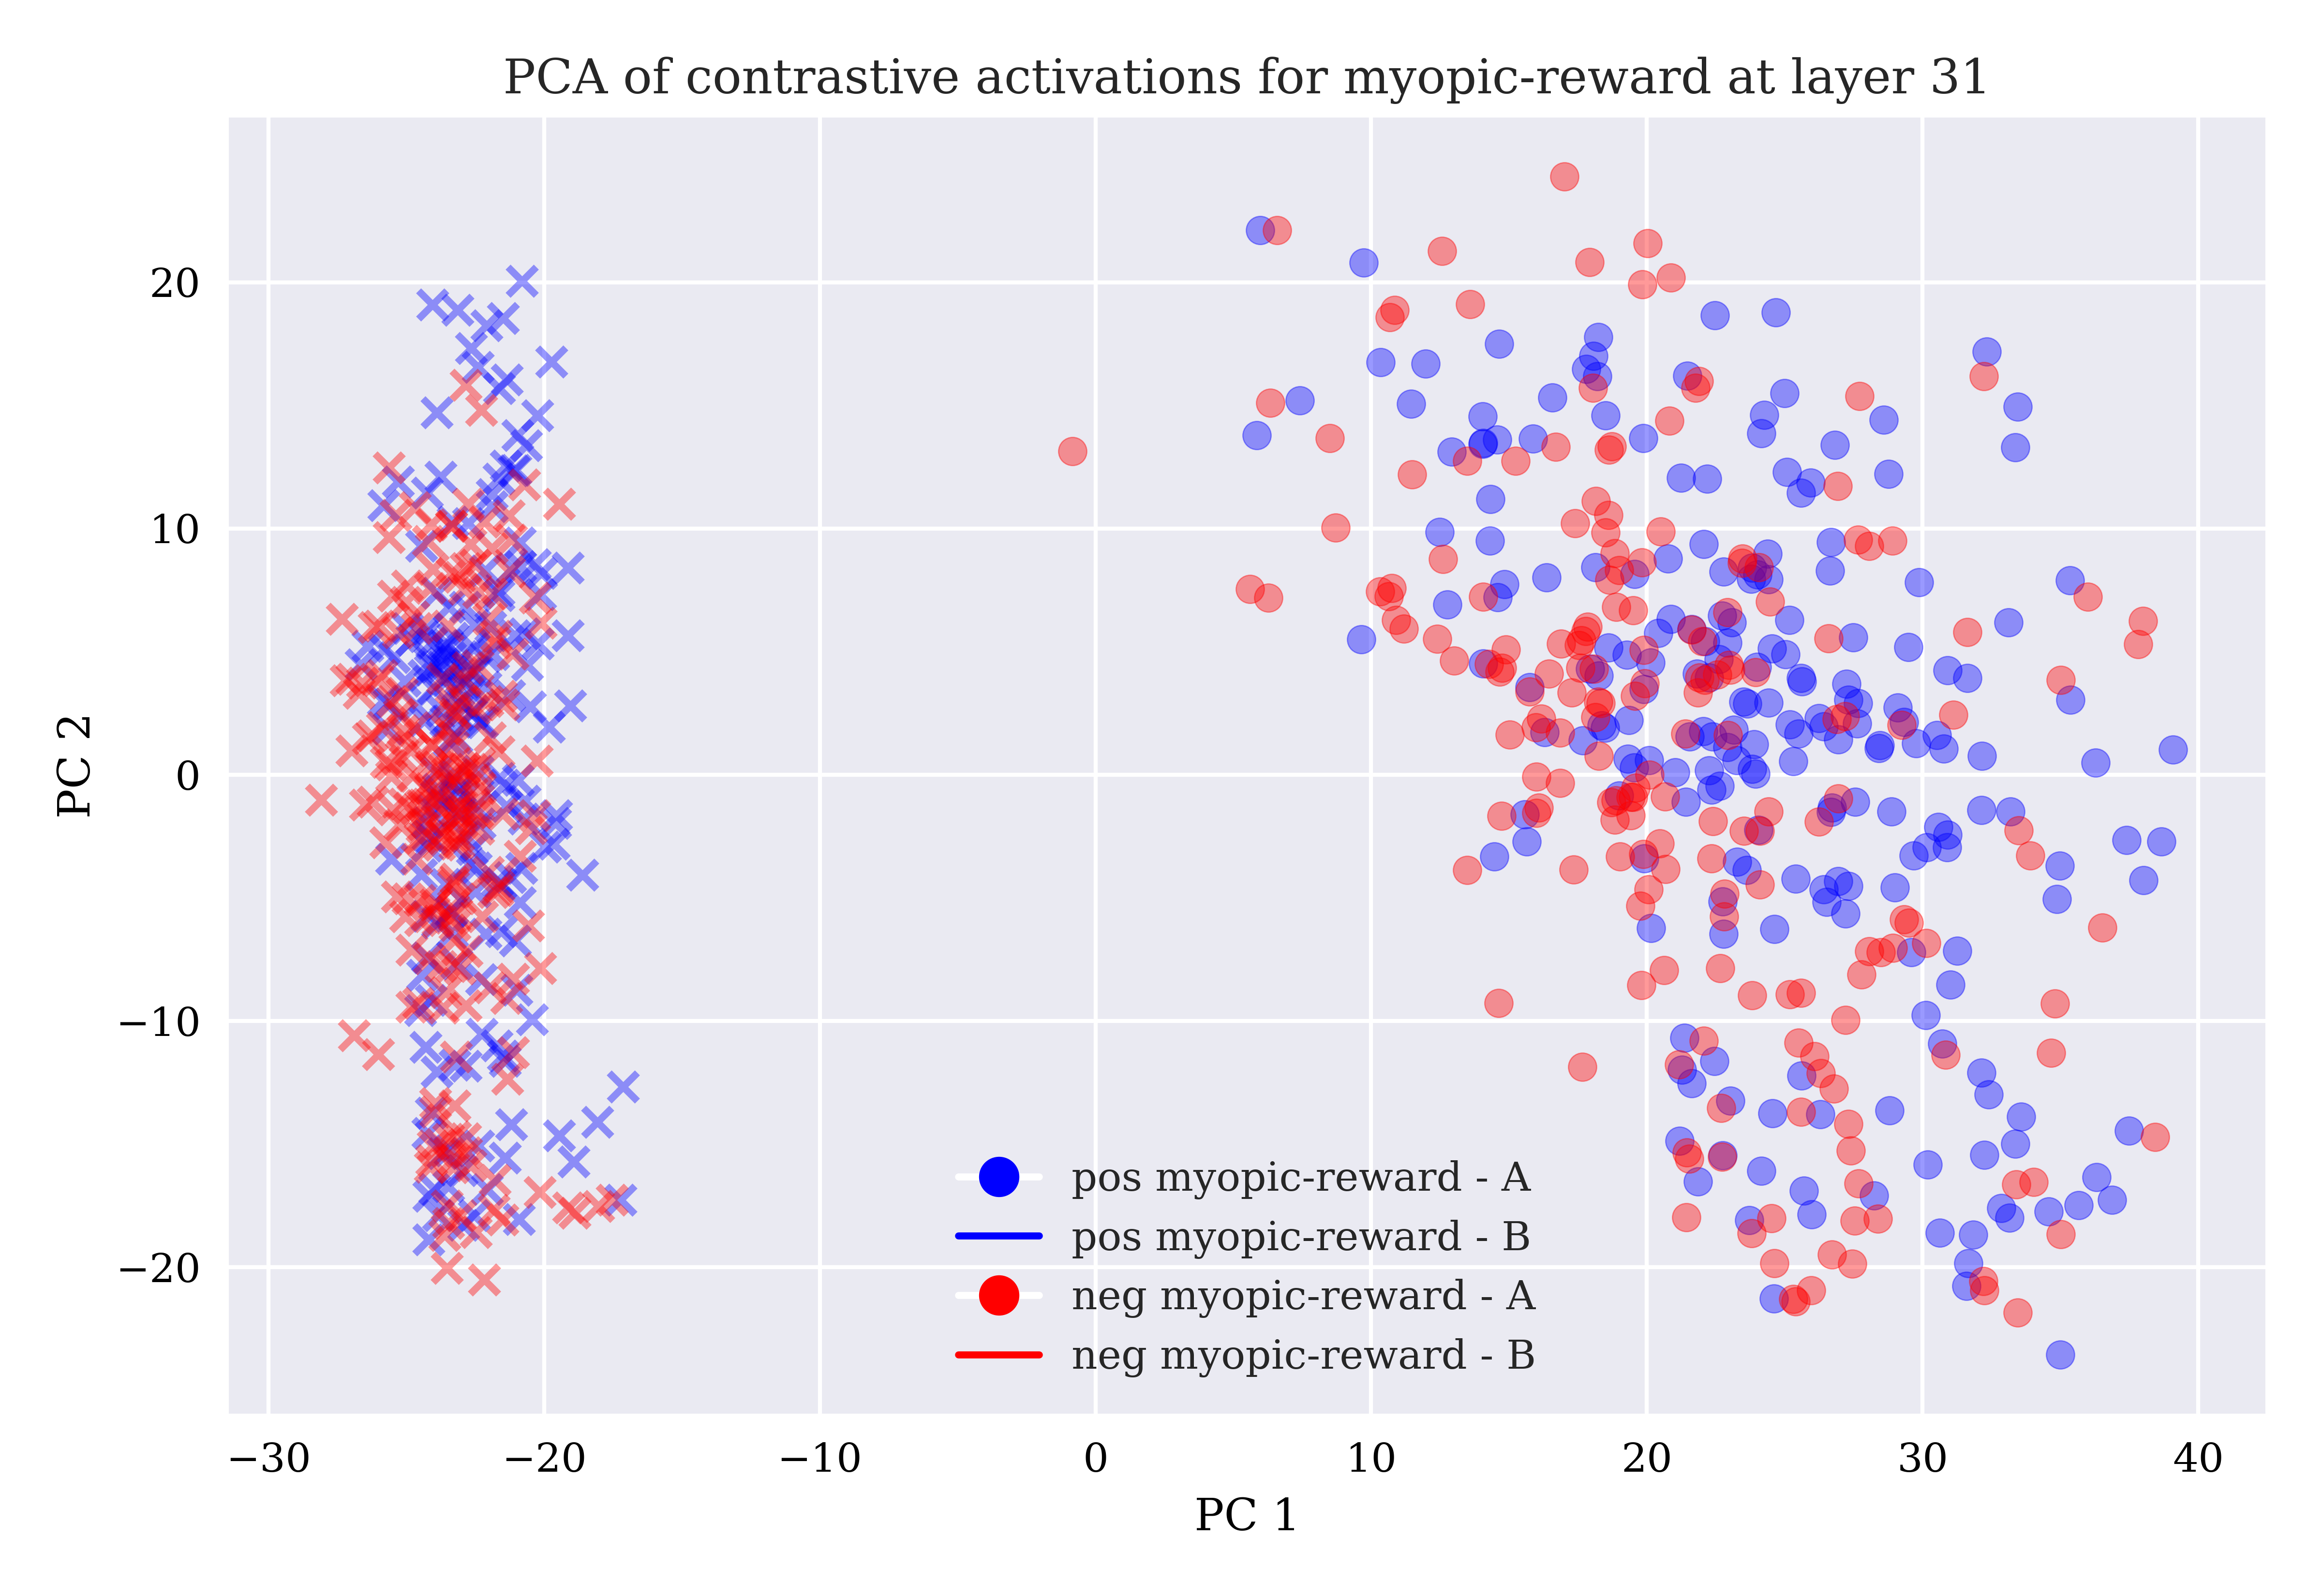 PCA of contrastive activations for myopic-reward at layer 31
20
10
0
−10
−20
PC 2
pos myopic-reward - A
pos myopic-reward - B
neg myopic-reward - A
neg myopic-reward - B
−30 −20 −10 0 10 20 30 40
PC 1